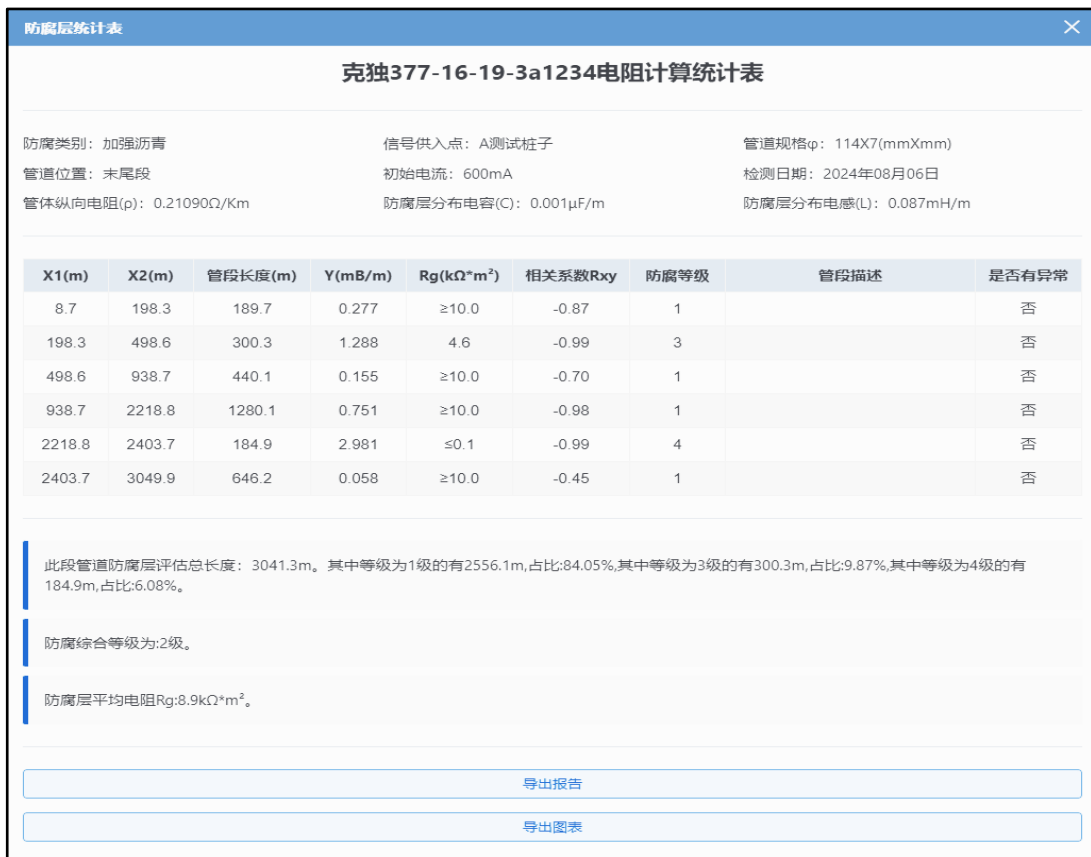 防腐层统计表
克独377-16-19-3a1234电阻计算统计表
防腐类别：加强沥青 信号供入点：A测试桩子 管道规格φ：114X7(mmXmm)
管道位置：末尾段 初始电流：600mA 检测日期：2024年08月06日
管体纵向电阻(ρ)：0.21090Ω/Km 防腐层分布电容(C)：0.001μF/m 防腐层分布电感(L)：0.087mH/m
X1(m) X2(m) 管段长度(m) Y(mB/m) Rg(kΩ*m²) 相关系数Rxy 防腐等级 管段描述 是否有异常
8.7 198.3 189.7 0.277 ≥10.0 -0.87 1 否
198.3 498.6 300.3 1.288 4.6 -0.99 3 否
498.6 938.7 440.1 0.155 ≥10.0 -0.70 1 否
938.7 2218.8 1280.1 0.751 ≥10.0 -0.98 1 否
2218.8 2403.7 184.9 2.981 ≤0.1 -0.99 4 否
2403.7 3049.9 646.2 0.058 ≥10.0 -0.45 1 否
此段管道防腐层评估总长度：3041.3m。其中等级为1级的有2556.1m,占比:84.05%,其中等级为3级的有300.3m,占比:9.87%,其中等级为4级的有
184.9m,占比:6.08%。
防腐综合等级为:2级。
防腐层平均电阻Rg:8.9kΩ*m²。
导出报告
导出图表